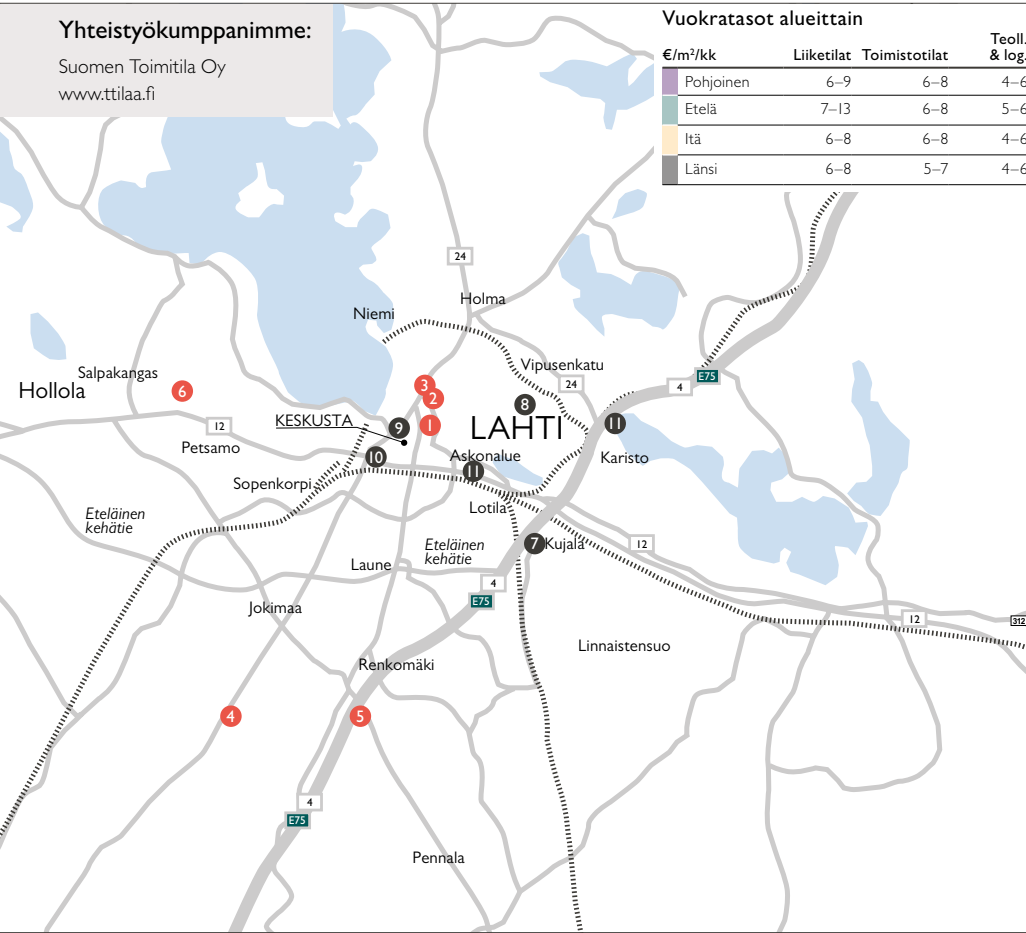 Yhteistyökumppanimme:
Suomen Toimitila Oy
www.ttilaa.fi
Vuokratasot alueittain
€/m²/kk Liiketilat Toimistotilat Teoll. & log.
Pohjoinen 6–9 6–8 4–6
Etelä 7–13 6–8 5–6
Itä 6–8 6–8 4–6
Länsi 6–8 5–7 4–6
24
Holma
Niemi
Vipusenkatu
24
4
E75
Salpakangas
Hollola
6
3
2
1
8
LAHTI
11
Karisto
12
KESKUSTA
9
Petsamo
10
Askonalue
11
Sopenkorpi
Lotila
Eteläinen
kehätie
Eteläinen
kehätie
7
Kujala
12
Laune
4
E75
Jokimaa
12
312
Linnaistensuo
Renkomäki
4
5
4
E75
Pennala